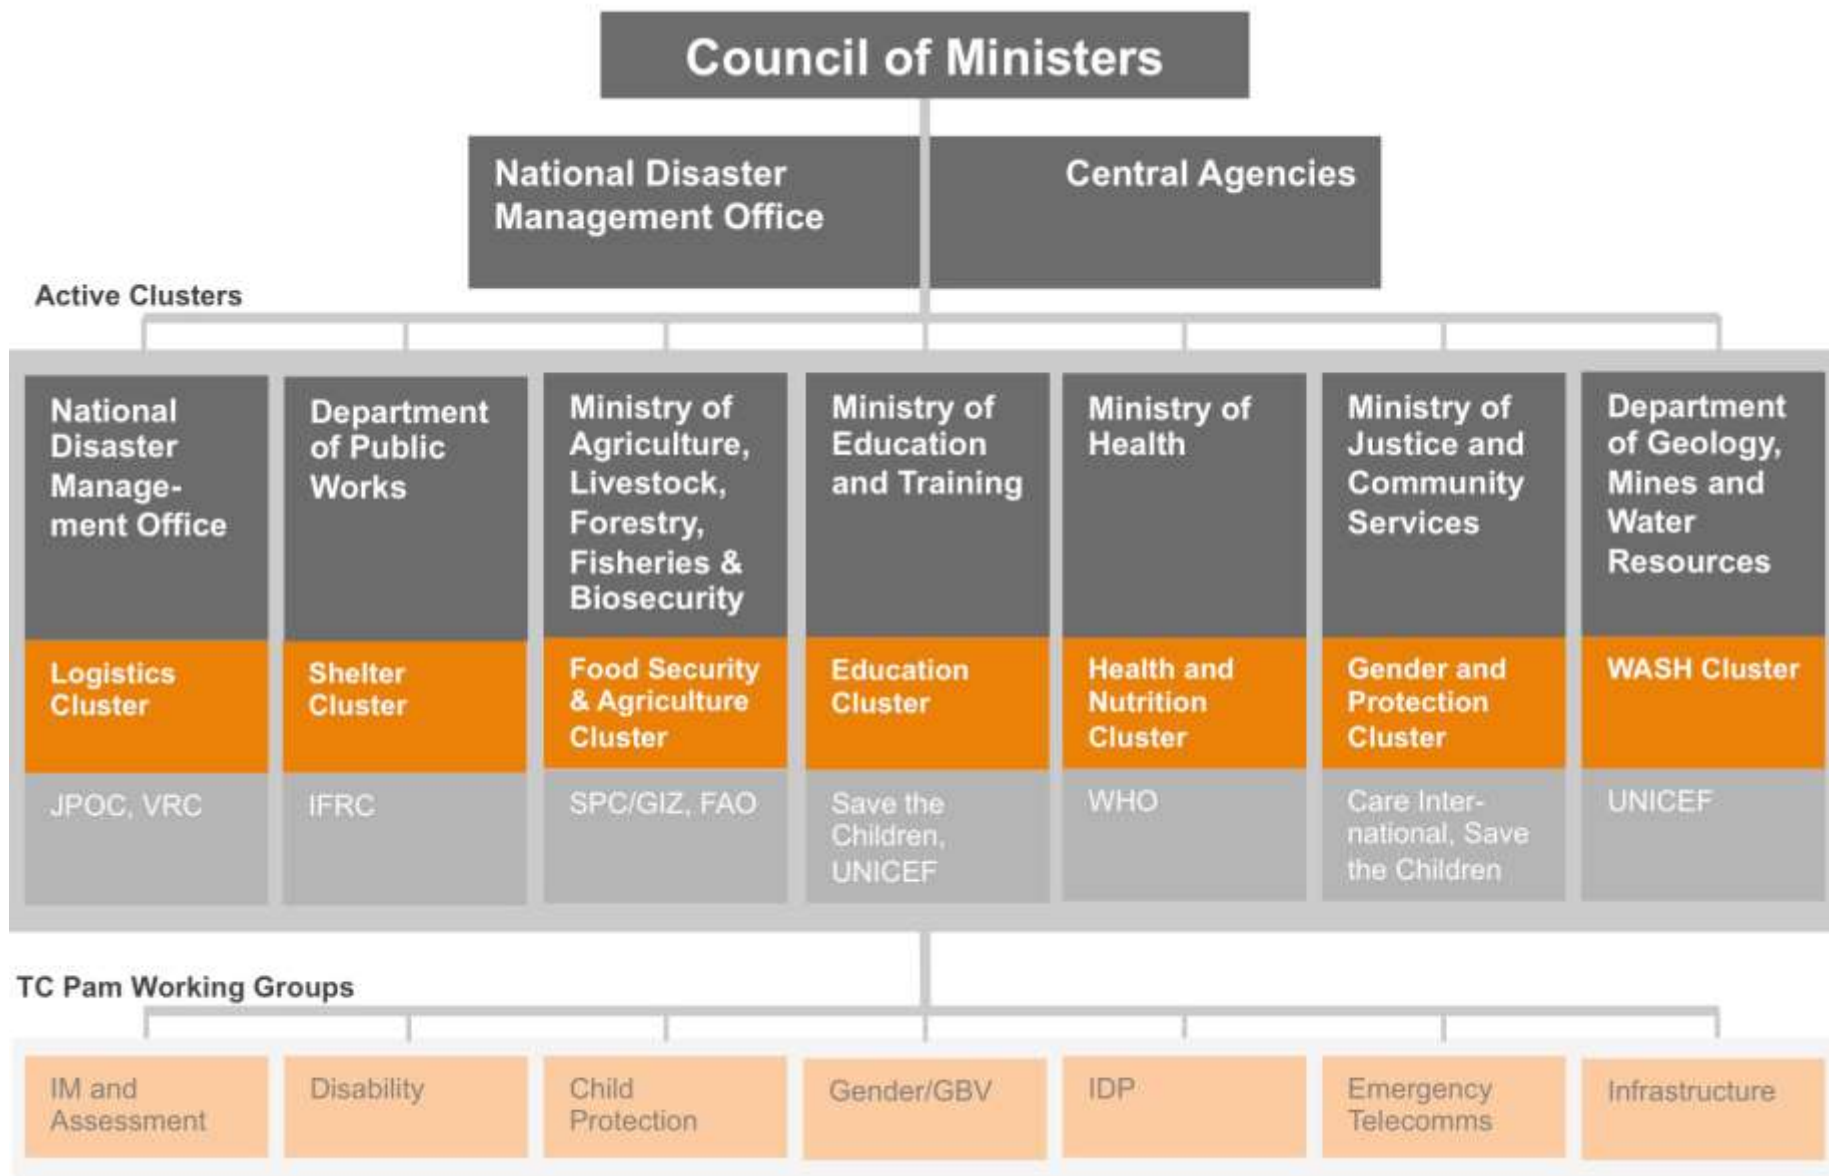 Council of Ministers
National Disaster
Management Office
Central Agencies
Active Clusters
National
Disaster
Manage-
ment Office
Department
of Public
Works
Ministry of
Agriculture,
Livestock,
Forestry,
Fisheries &
Biosecurity
Ministry of
Education
and Training
Ministry of
Health
Ministry of
Justice and
Community
Services
Department
of Geology,
Mines and
Water
Resources
Logistics
Cluster
Shelter
Cluster
Food Security
& Agriculture
Cluster
Education
Cluster
Health and
Nutrition
Cluster
Gender and
Protection
Cluster
WASH Cluster
JPOC, VRC
IFRC
SPC/GIZ, FAO
Save the
Children,
UNICEF
WHO
Care Inter-
national, Save
the Children
UNICEF
TC Pam Working Groups
IM and
Assessment
Disability
Child
Protection
Gender/GBV
IDP
Emergency
Telecomms
Infrastructure